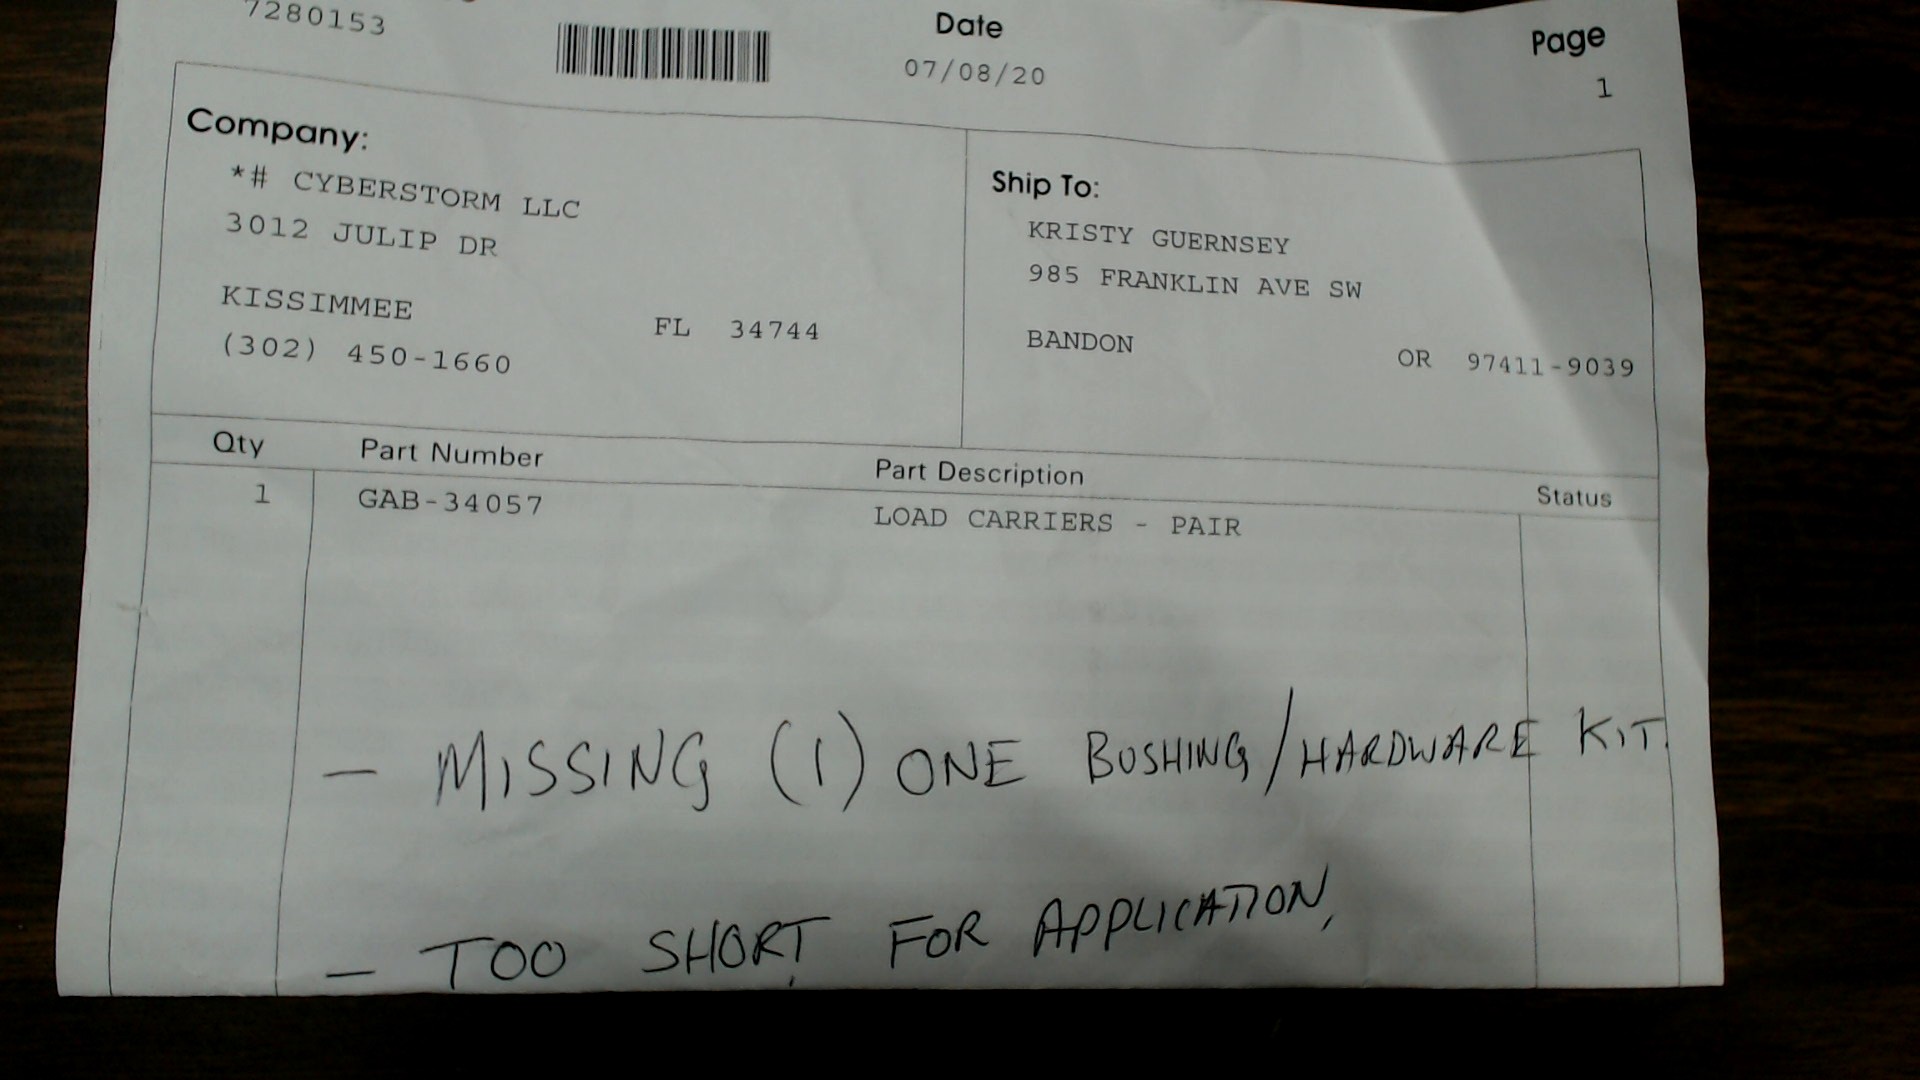 7280153
Date
07/08/20
Page
1
Company:
*# CYBERSTORM LLC
3012 JULIP DR
KISSIMMEE FL 34744
(302) 450-1660
Ship To:
KRISTY GUERNSEY
985 FRANKLIN AVE SW
BANDON OR 97411-9039
Qty Part Number Part Description Status
1 GAB-34057 LOAD CARRIERS - PAIR
- MISSING (1) ONE BUSHING/HARDWARE KIT.
- TOO SHORT FOR APPLICATION,